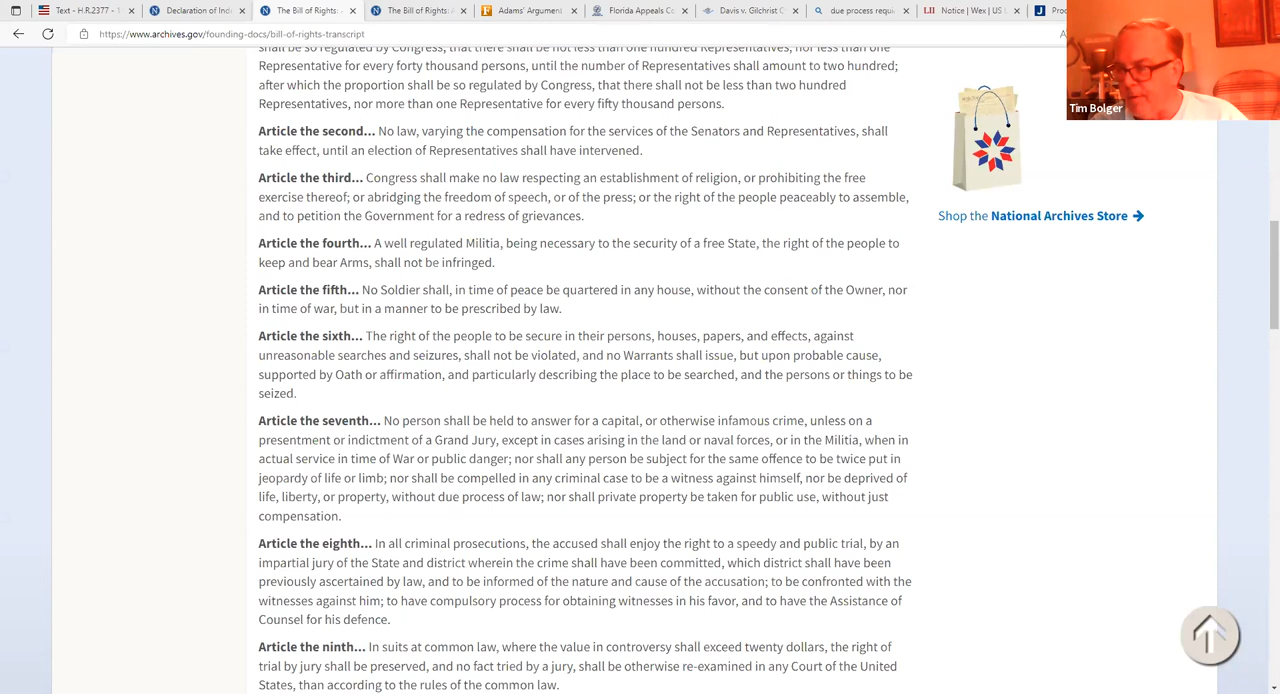 Text - H.R.2377 - 1
Declaration of Inde
The Bill of Rights:
The Bill of Rights: A
Adams' Argument
Florida Appeals Co
Davis v. Gilchrist C
due process requi
Notice | Wex | US
Proc
https://www.archives.gov/founding-docs/bill-of-rights-transcript
shall be so regulated by Congress, that there shall be not less than one hundred Representatives, nor less than one
Representative for every forty thousand persons, until the number of Representatives shall amount to two hundred;
after which the proportion shall be so regulated by Congress, that there shall not be less than two hundred
Representatives, nor more than one Representative for every fifty thousand persons.
Article the second... No law, varying the compensation for the services of the Senators and Representatives, shall
take effect, until an election of Representatives shall have intervened.
Article the third... Congress shall make no law respecting an establishment of religion, or prohibiting the free
exercise thereof; or abridging the freedom of speech, or of the press; or the right of the people peaceably to assemble,
and to petition the Government for a redress of grievances.
Article the fourth... A well regulated Militia, being necessary to the security of a free State, the right of the people to
keep and bear Arms, shall not be infringed.
Article the fifth... No Soldier shall, in time of peace be quartered in any house, without the consent of the Owner, nor
in time of war, but in a manner to be prescribed by law.
Article the sixth... The right of the people to be secure in their persons, houses, papers, and effects, against
unreasonable searches and seizures, shall not be violated, and no Warrants shall issue, but upon probable cause,
supported by Oath or affirmation, and particularly describing the place to be searched, and the persons or things to be
seized.
Article the seventh... No person shall be held to answer for a capital, or otherwise infamous crime, unless on a
presentment or indictment of a Grand Jury, except in cases arising in the land or naval forces, or in the Militia, when in
actual service in time of War or public danger; nor shall any person be subject for the same offence to be twice put in
jeopardy of life or limb; nor shall be compelled in any criminal case to be a witness against himself, nor be deprived of
life, liberty, or property, without due process of law; nor shall private property be taken for public use, without just
compensation.
Article the eighth... In all criminal prosecutions, the accused shall enjoy the right to a speedy and public trial, by an
impartial jury of the State and district wherein the crime shall have been committed, which district shall have been
previously ascertained by law, and to be informed of the nature and cause of the accusation; to be confronted with the
witnesses against him; to have compulsory process for obtaining witnesses in his favor, and to have the Assistance of
Counsel for his defence.
Article the ninth... In suits at common law, where the value in controversy shall exceed twenty dollars, the right of
trial by jury shall be preserved, and no fact tried by a jury, shall be otherwise re-examined in any Court of the United
States, than according to the rules of the common law.
Shop the National Archives Store
Tim Bolger